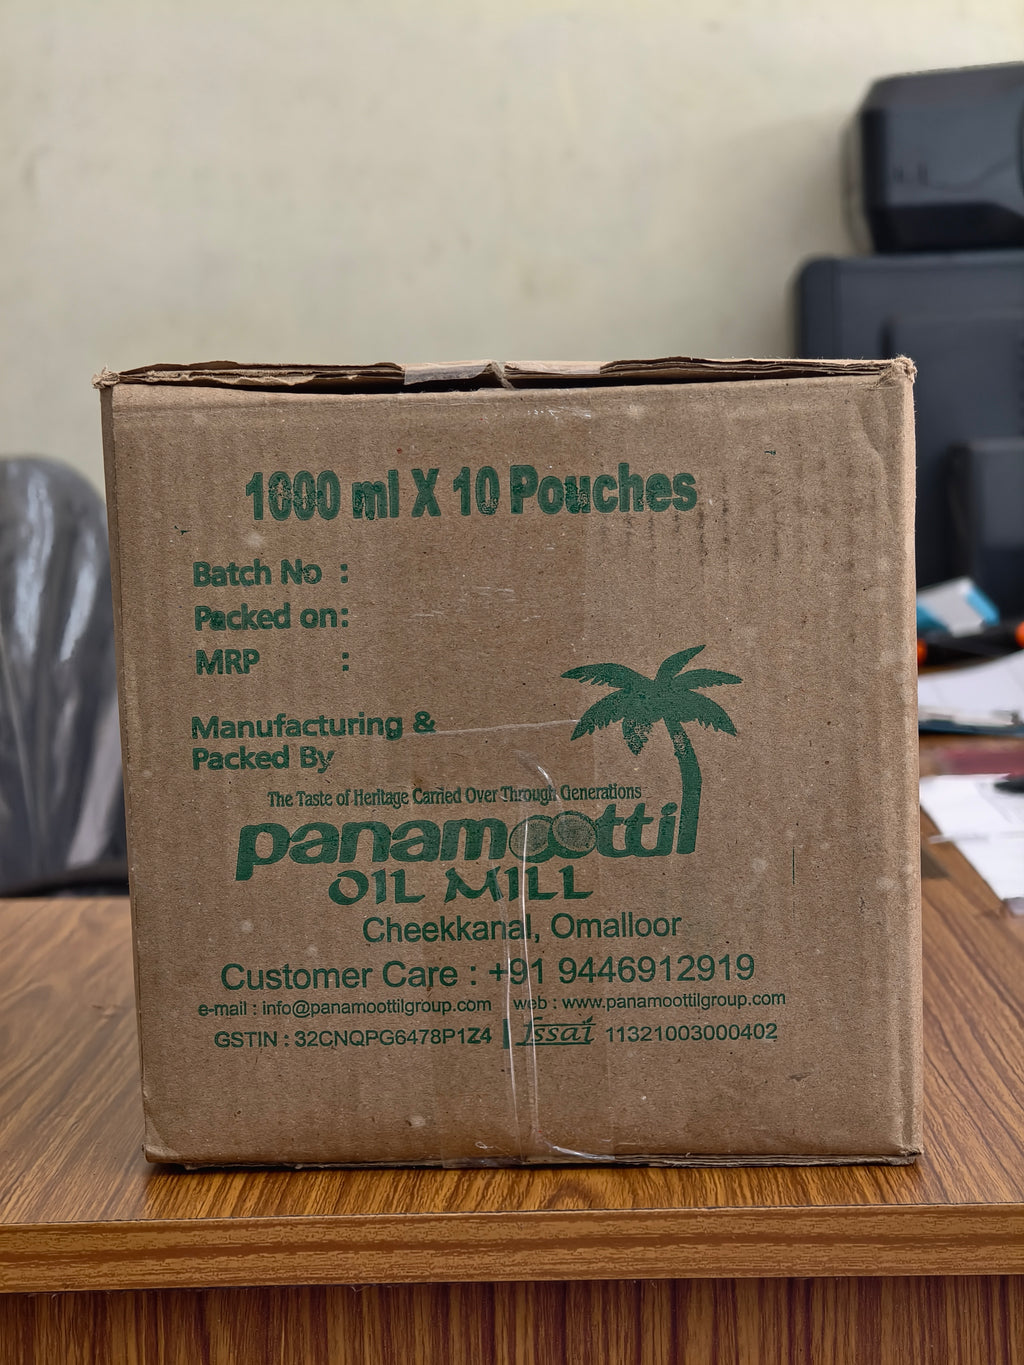 1000 ml X 10 Pouches
Batch No :
Packed on :
MRP :
Manufacturing &
Packed By
The Taste of Heritage Carried Over Through Generations
panamoottil
OIL MILL
Cheekkanal, Omalloor
Customer Care : +91 9446912919
e-mail : info@panamoottilgroup.com web : www.panamoottilgroup.com
GSTIN : 32CNQPG6478P1Z4 | fssai 11321003000402